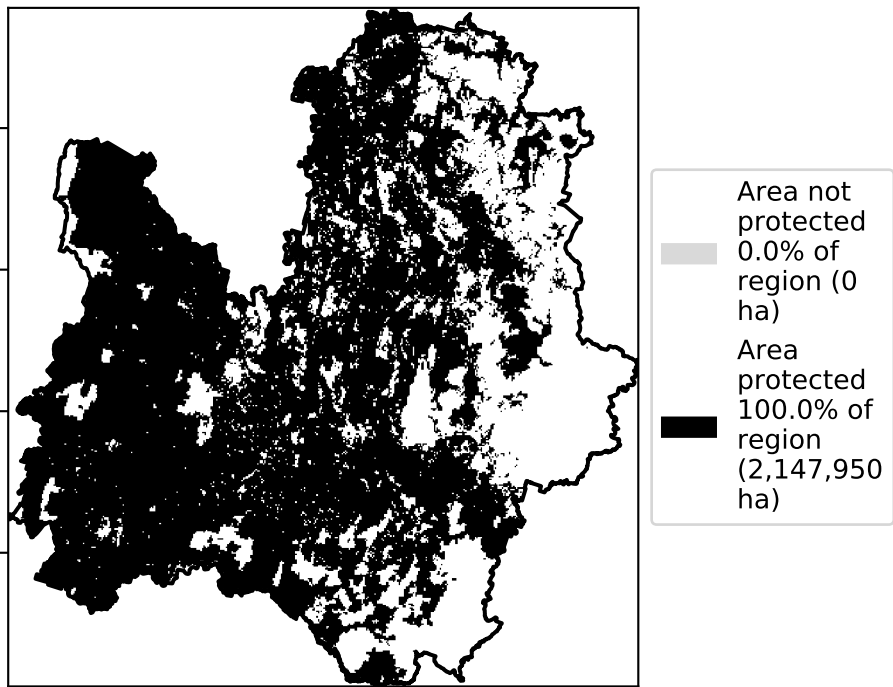 Area not
protected
0.0% of
region (0
ha)
Area
protected
100.0% of
region
(2,147,950
ha)